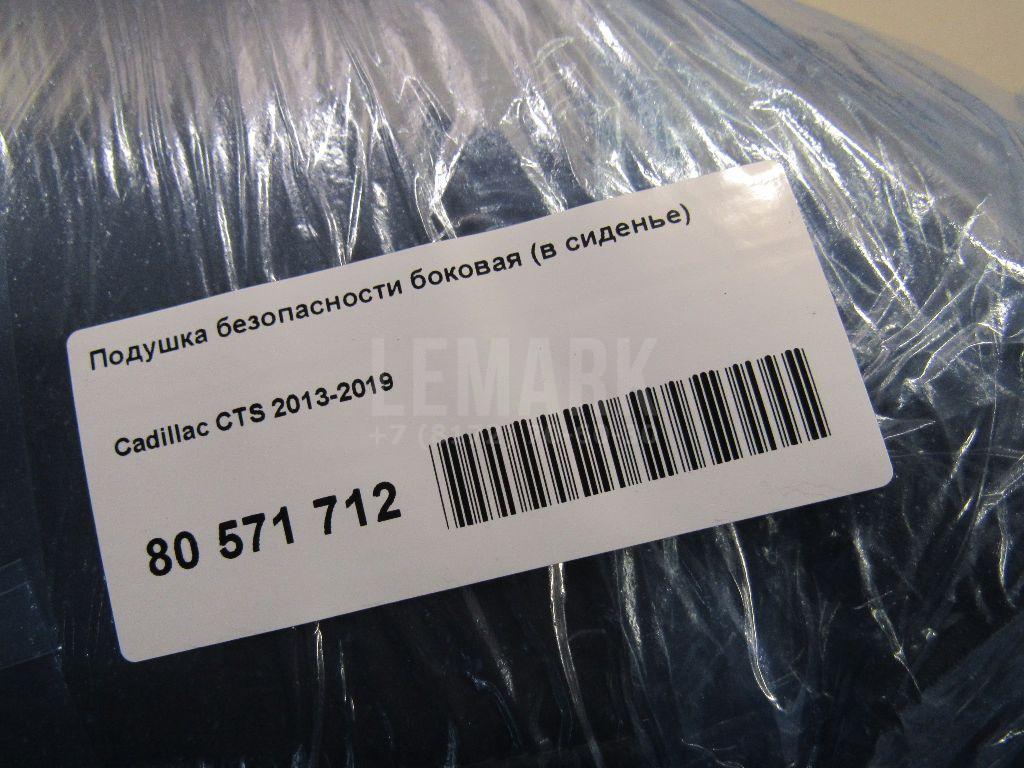 Подушка безопасности боковая (в сиденье)
Cadillac CTS 2013-2019
LEMARK
80 571 712